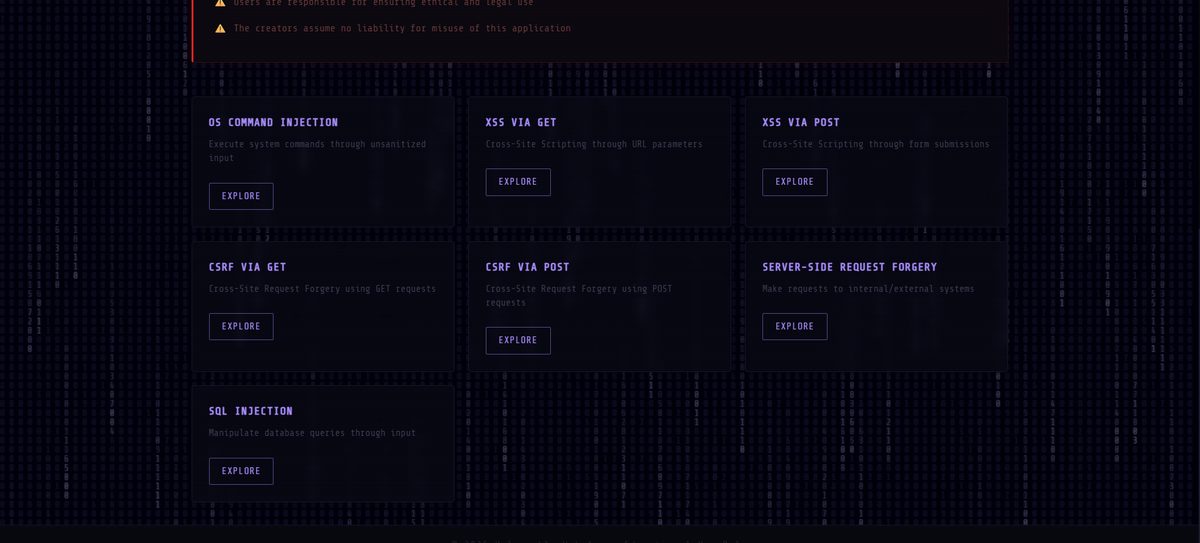 Users are responsible for ensuring ethical and legal use
The creators assume no liability for misuse of this application
OS COMMAND INJECTION
Execute system commands through unsanitized
input
EXPLORE
XSS VIA GET
Cross-Site Scripting through URL parameters
EXPLORE
XSS VIA POST
Cross-Site Scripting through form submissions
EXPLORE
CSRF VIA GET
Cross-Site Request Forgery using GET requests
EXPLORE
CSRF VIA POST
Cross-Site Request Forgery using POST
requests
EXPLORE
SERVER-SIDE REQUEST FORGERY
Make requests to internal/external systems
EXPLORE
SQL INJECTION
Manipulate database queries through input
EXPLORE